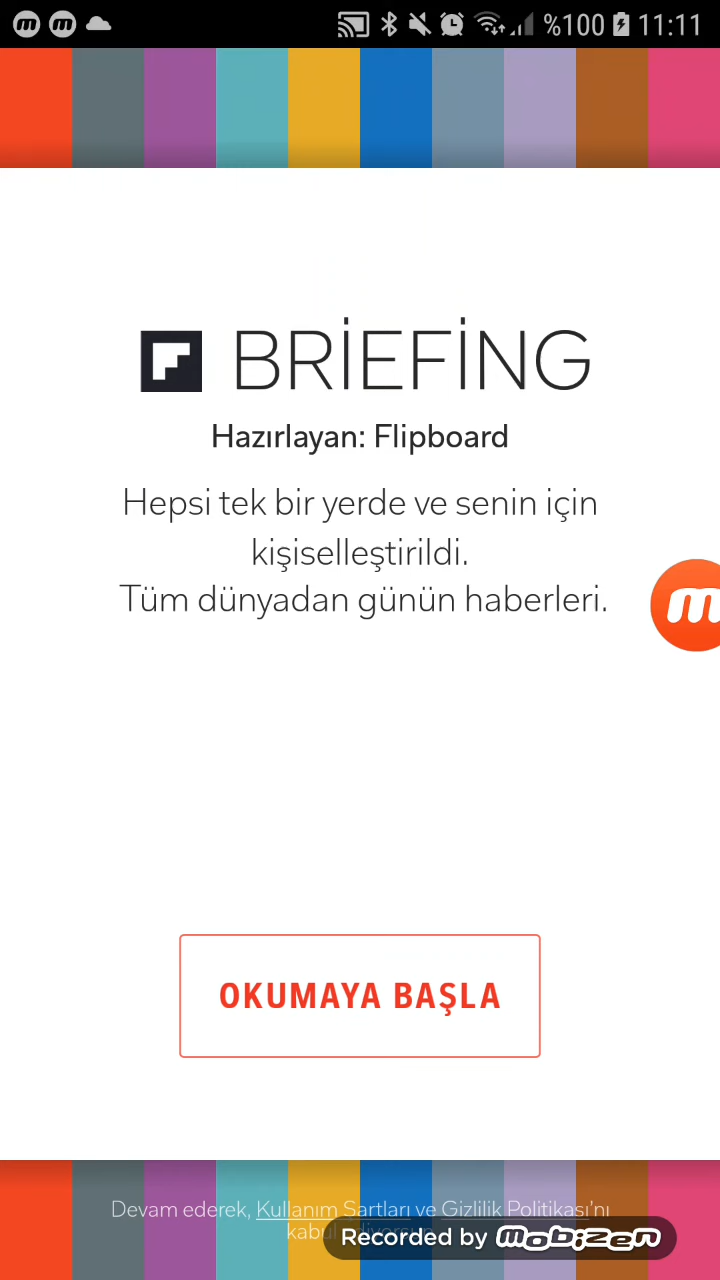 %100 11:11
BRİEFİNG
Hazırlayan: Flipboard
Hepsi tek bir yerde ve senin için
kişiselleştirildi.
Tüm dünyadan günün haberleri.
m
OKUMAYA BAŞLA
Devam ederek, Kullanım Şartları ve Gizlilik Politikası'nı
Recorded by mobizen